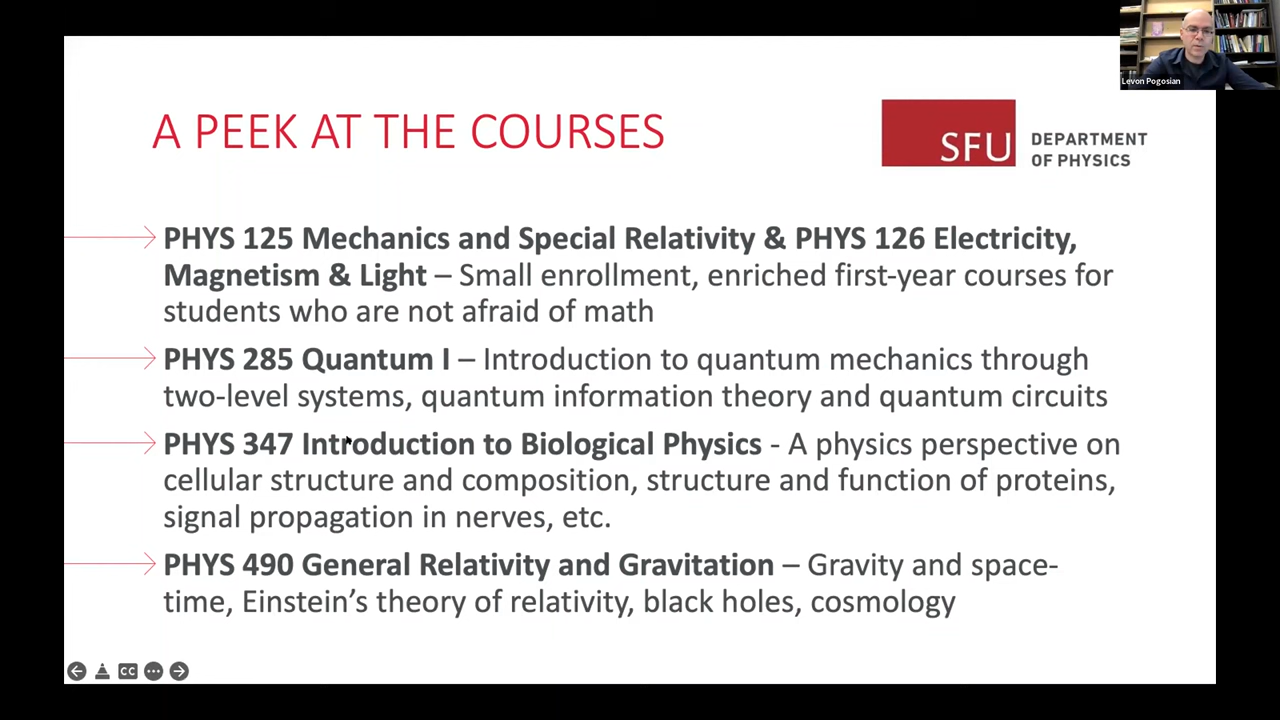 Levon Pogosian
A PEEK AT THE COURSES
SFU
DEPARTMENT
OF PHYSICS
PHYS 125 Mechanics and Special Relativity & PHYS 126 Electricity,
Magnetism & Light – Small enrollment, enriched first-year courses for
students who are not afraid of math
PHYS 285 Quantum I – Introduction to quantum mechanics through
two-level systems, quantum information theory and quantum circuits
PHYS 347 Introduction to Biological Physics - A physics perspective on
cellular structure and composition, structure and function of proteins,
signal propagation in nerves, etc.
PHYS 490 General Relativity and Gravitation – Gravity and space-
time, Einstein’s theory of relativity, black holes, cosmology
CC